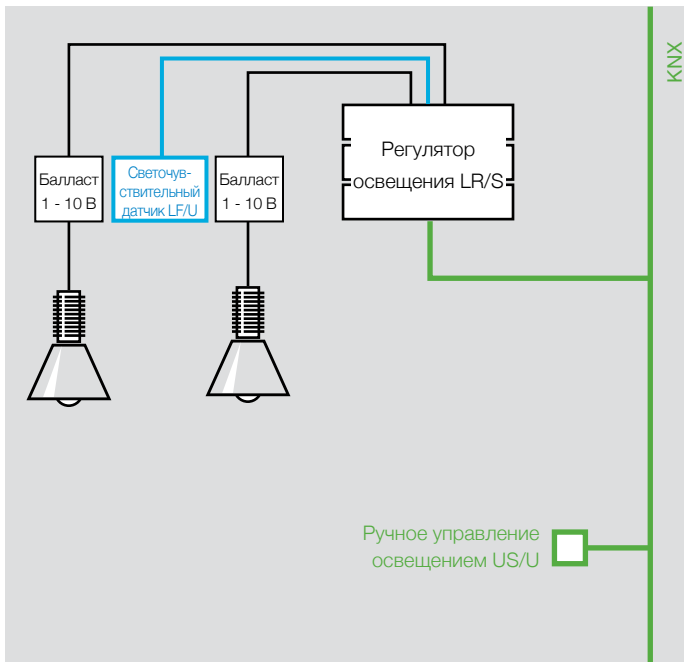 KNX
Регулятор
освещения LR/S
Балласт
1 - 10 В
Светочув-
ствительный
датчик LF/U
Балласт
1 - 10 В
Ручное управление
освещением US/U